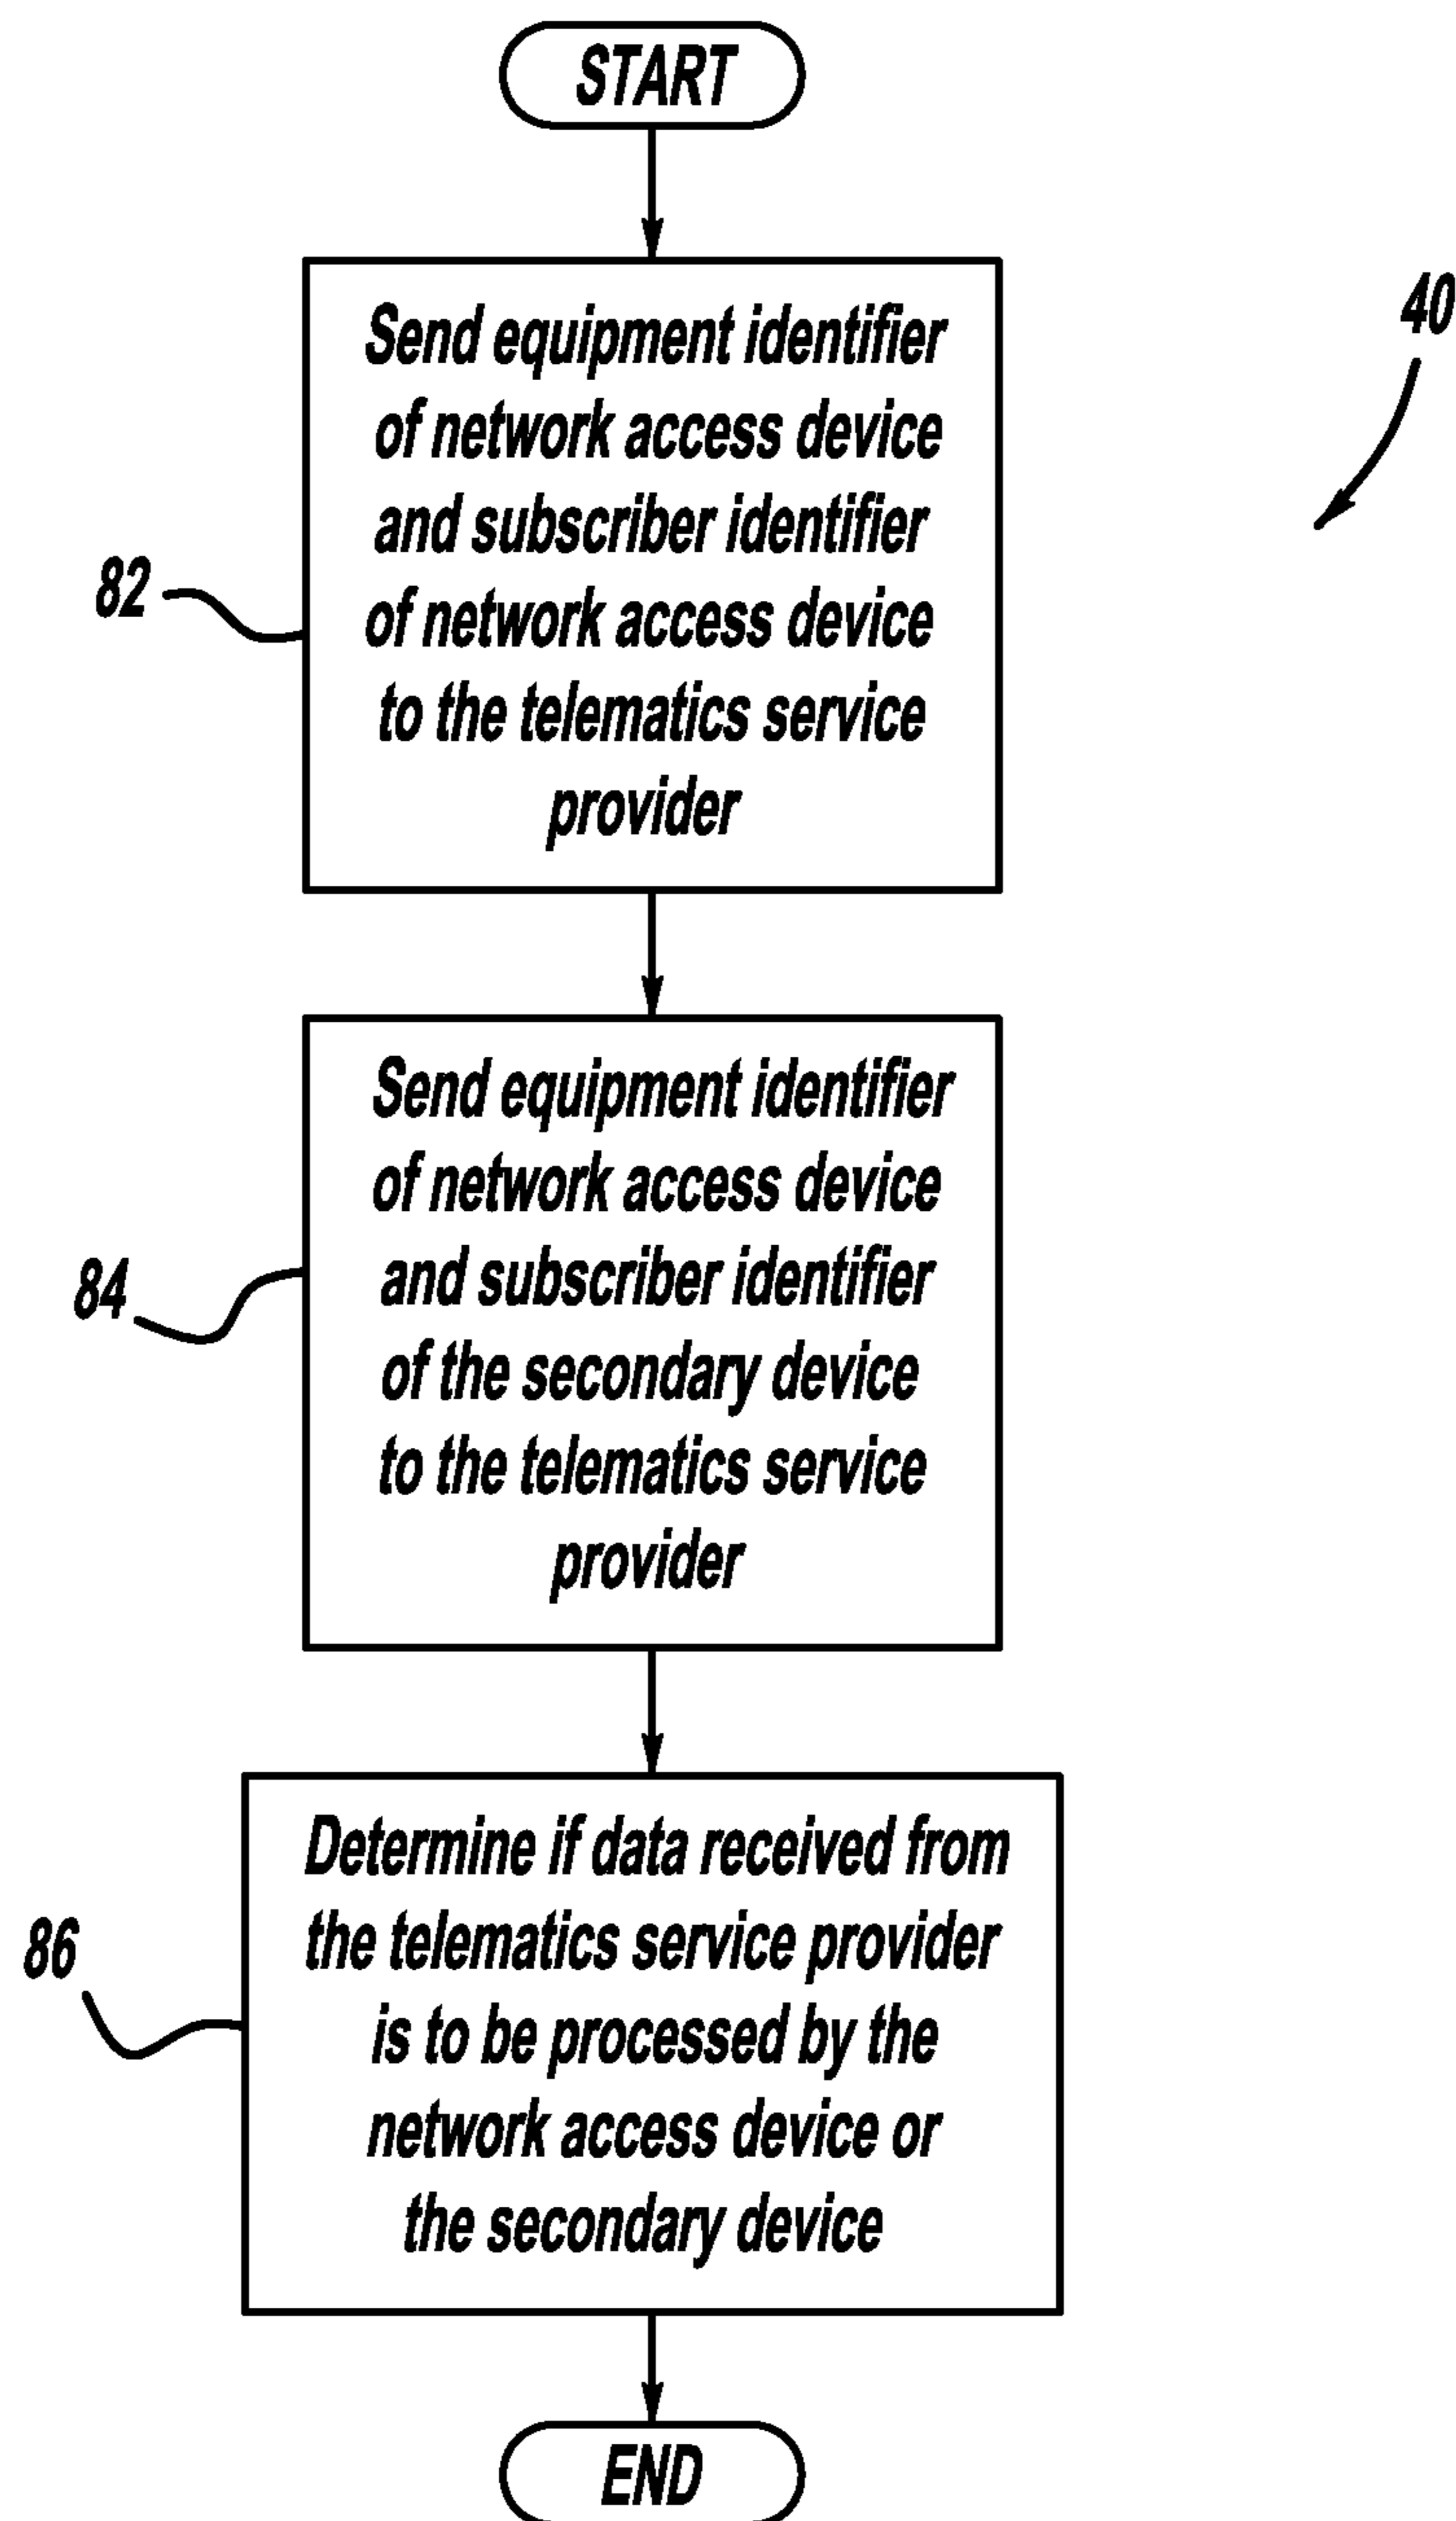 START
Send equipment identifier
of network access device
and subscriber identifier
of network access device
to the telematics service
provider
82
40
Send equipment identifier
of network access device
and subscriber identifier
of the secondary device
to the telematics service
provider
84
Determine if data received from
the telematics service provider
is to be processed by the
network access device or
the secondary device
86
END